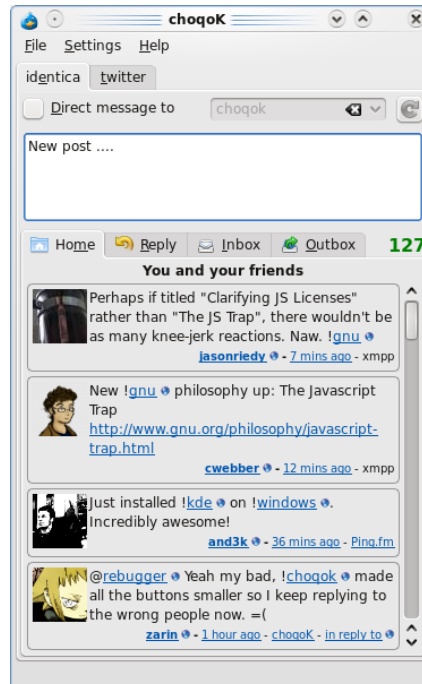 choqoK
File Settings Help
identica twitter
Direct message to choqok
New post ....
Home Reply Inbox Outbox 127
You and your friends
Perhaps if titled "Clarifying JS Licenses"
rather than "The JS Trap", there wouldn't be
as many knee-jerk reactions. Naw. !gnu
jasonriedy - 7 mins ago - xmpp
New !gnu philosophy up: The Javascript
Trap
http://www.gnu.org/philosophy/javascript-
trap.html
cwebber - 12 mins ago - xmpp
Just installed !kde on !windows .
Incredibly awesome!
and3k - 36 mins ago - Ping.fm
@rebugger Yeah my bad, !choqok made
all the buttons smaller so I keep replying to
the wrong people now. =(
zarin - 1 hour ago - choqoK - in reply to